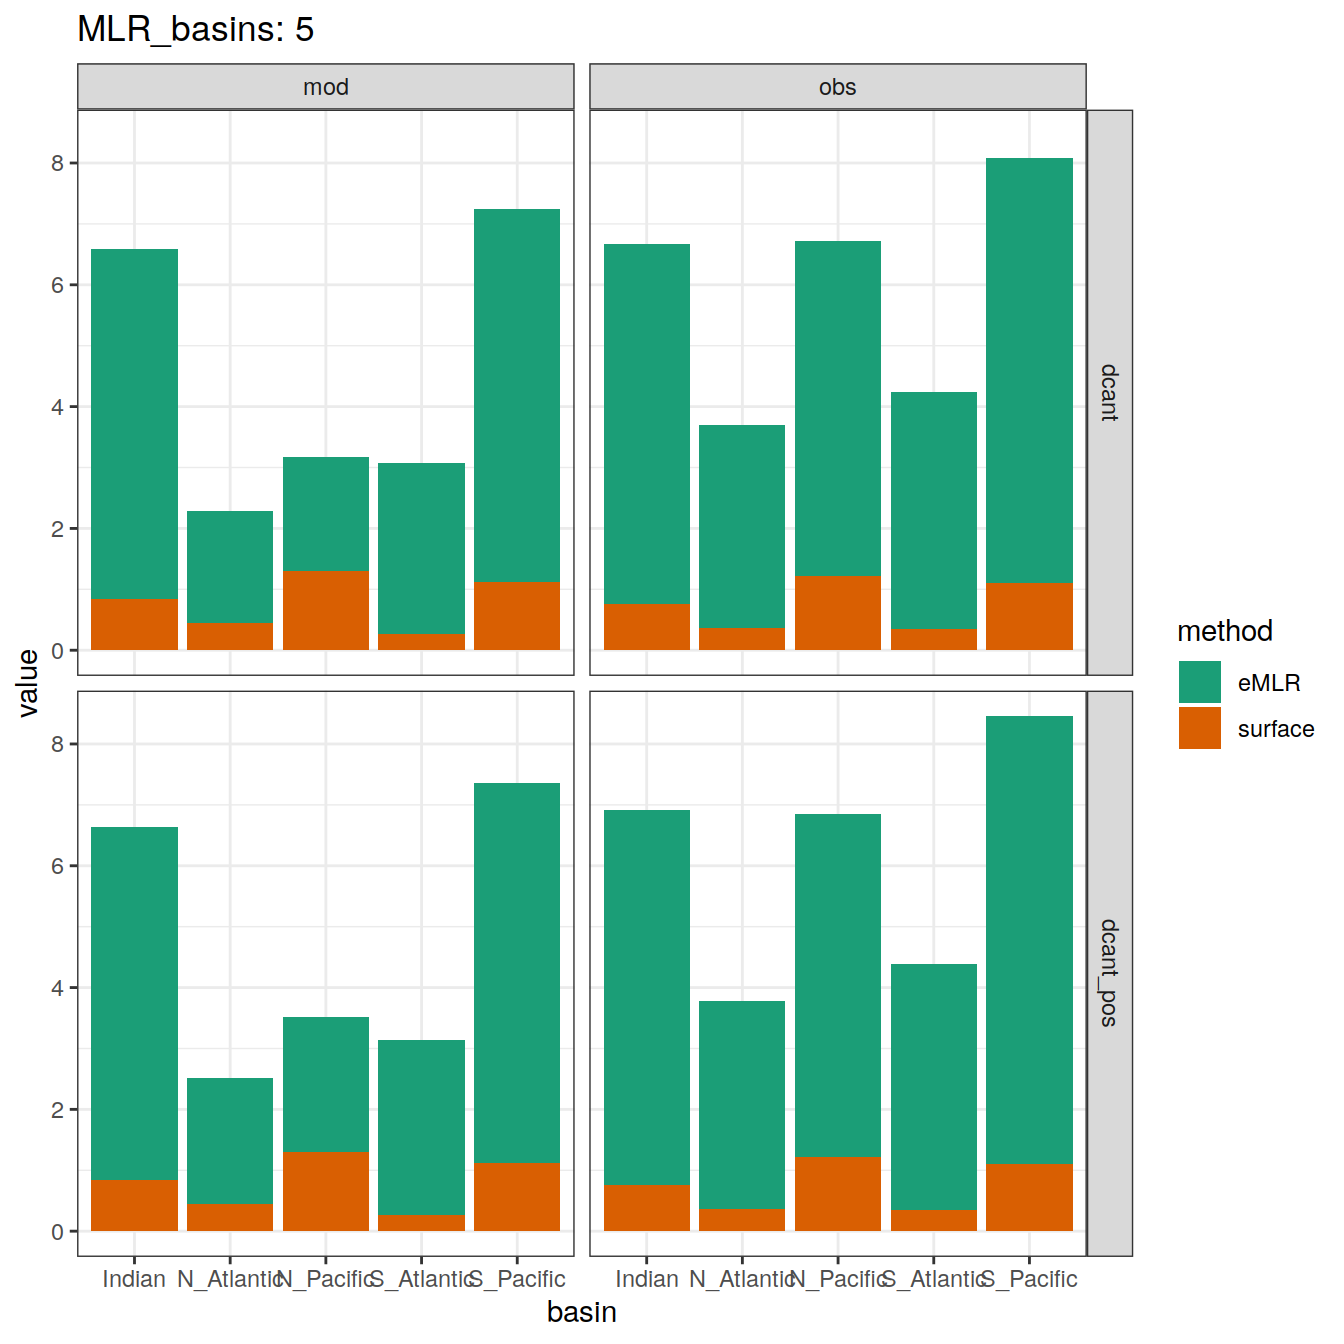 MLR_basins: 5
mod
obs
8
6
4
2
0
dcant
8
6
4
2
0
dcant_pos
value
Indian N_Atlantic N_Pacific S_Atlantic S_Pacific
Indian N_Atlantic N_Pacific S_Atlantic S_Pacific
basin
method
eMLR
surface